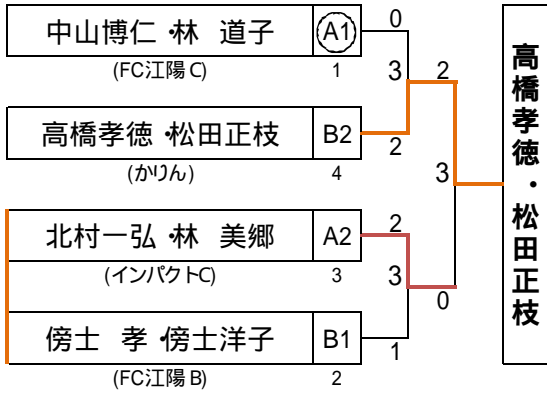 中山博仁・林 道子 A1 0
(FC江陽 C) 1 3 2
高橋孝徳・松田正枝 B2 2
(かりん) 4 3
北村一弘・林 美郷 A2 2
(インパクトC) 3 3 0
傍士 孝・傍士洋子 B1 1
(FC江陽 B) 2
高橋孝徳・松田正枝